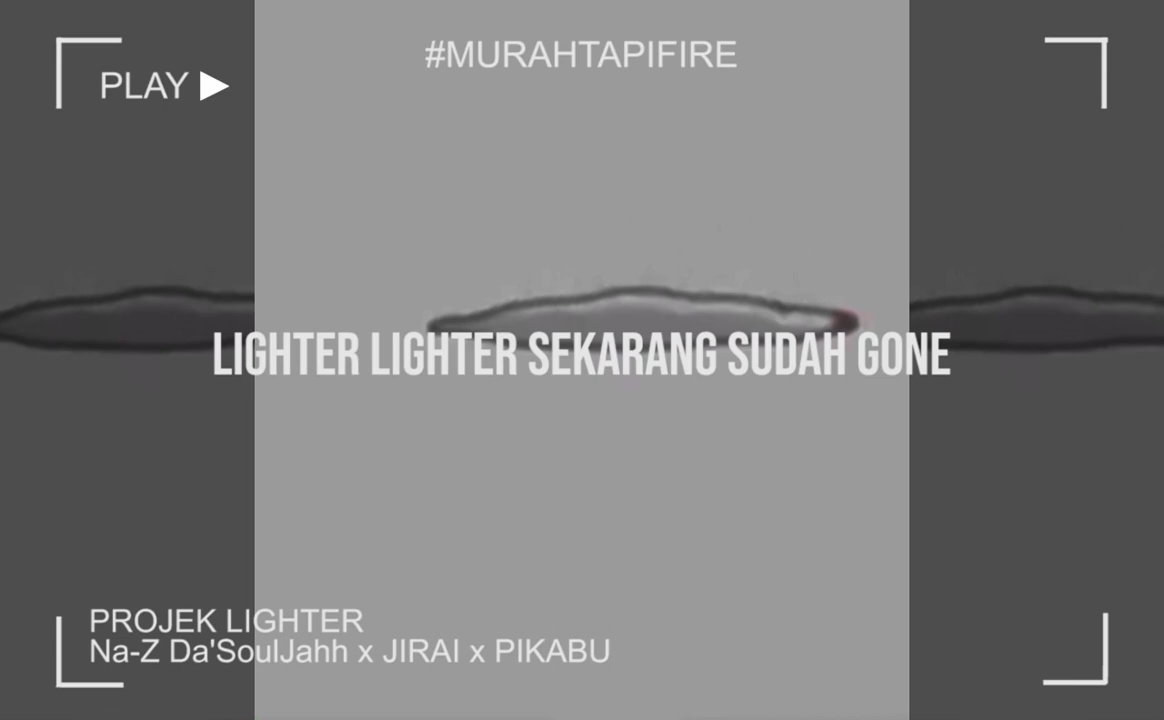 #MURAHTAPIFIRE
PLAY
LIGHTER LIGHTER SEKARANG SUDAH GONE
PROJEK LIGHTER
Na-Z Da'SoulJahh x JIRAI x PIKABU